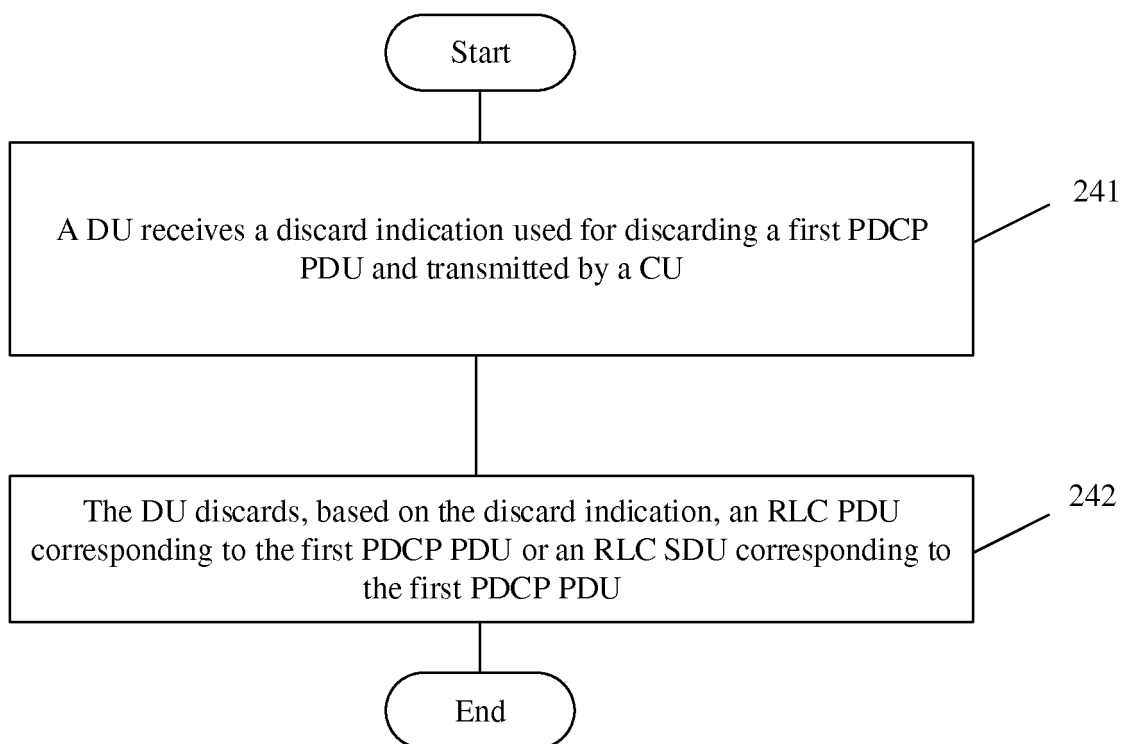 Start
A DU receives a discard indication used for discarding a first PDCP
PDU and transmitted by a CU
241
The DU discards, based on the discard indication, an RLC PDU
corresponding to the first PDCP PDU or an RLC SDU corresponding to
the first PDCP PDU
242
End